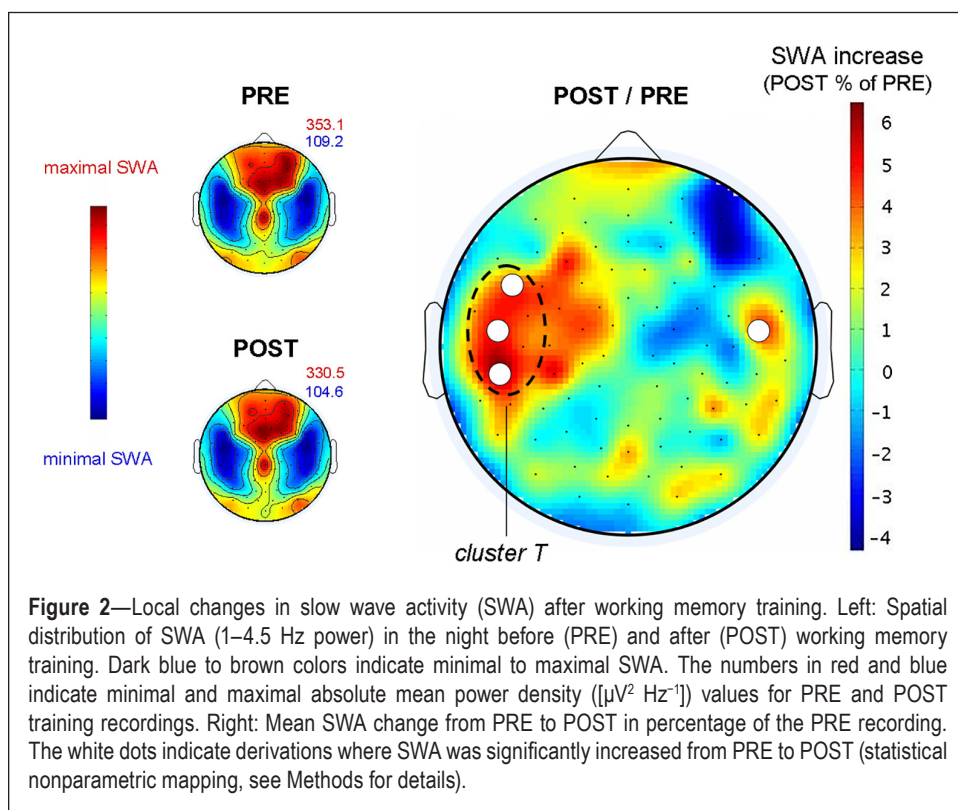 PRE
353.1
109.2
maximal SWA
minimal SWA
POST
330.5
104.6
POST / PRE
cluster T
SWA increase
(POST % of PRE)
6
5
4
3
2
1
0
-1
-2
-3
-4
Figure 2—Local changes in slow wave activity (SWA) after working memory training. Left: Spatial
distribution of SWA (1–4.5 Hz power) in the night before (PRE) and after (POST) working memory
training. Dark blue to brown colors indicate minimal to maximal SWA. The numbers in red and blue
indicate minimal and maximal absolute mean power density ([µV² Hz⁻¹]) values for PRE and POST
training recordings. Right: Mean SWA change from PRE to POST in percentage of the PRE recording.
The white dots indicate derivations where SWA was significantly increased from PRE to POST (statistical
nonparametric mapping, see Methods for details).